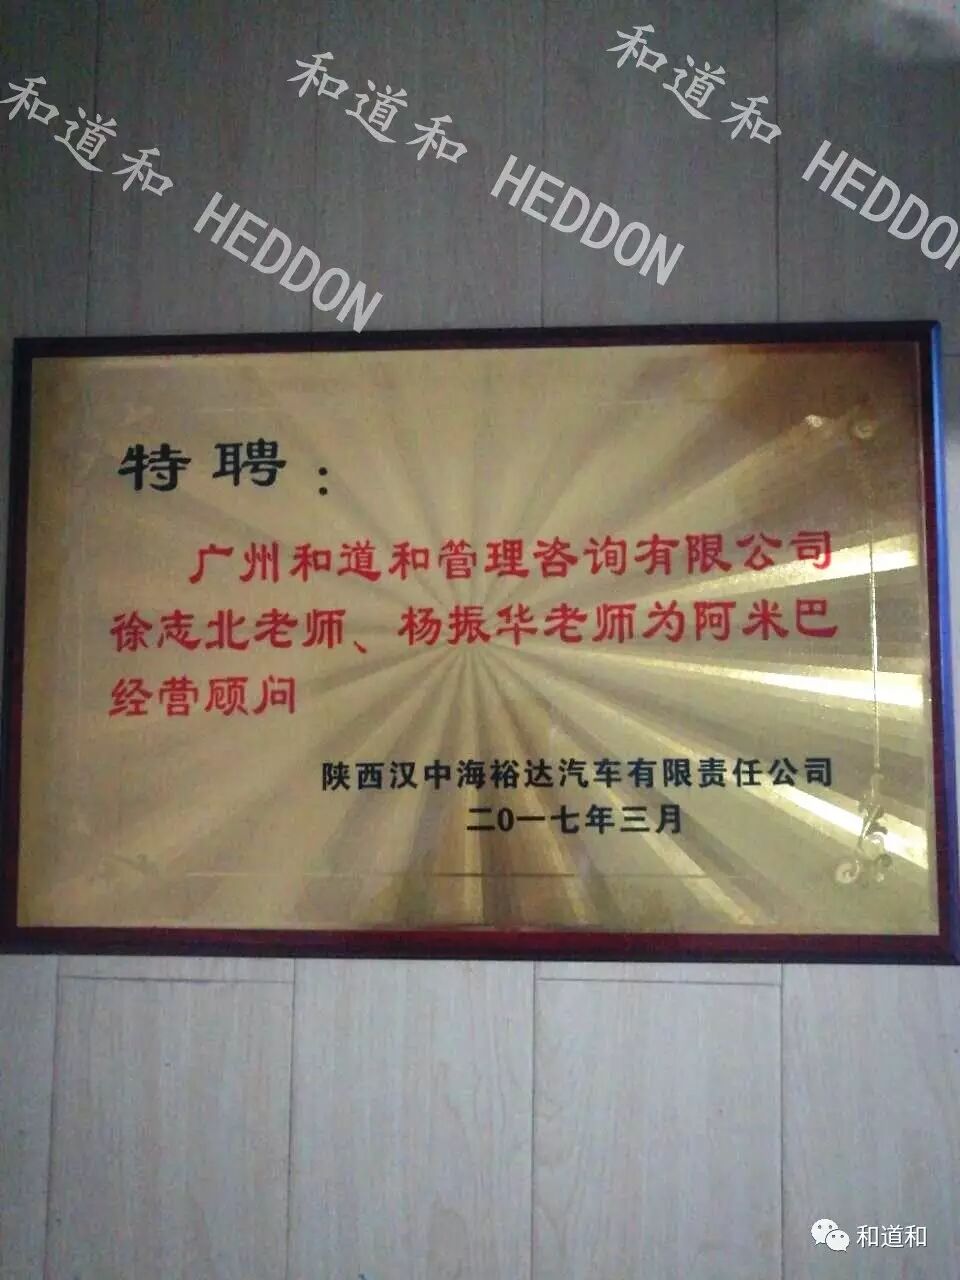 和道和 HEDDON
和道和 HEDDON
和道和 HEDDON
特聘：
广州和道和管理咨询有限公司
徐志北老师、杨振华老师为阿米巴
经营顾问
陕西汉中海裕达汽车有限责任公司
二0一七年三月
和道和